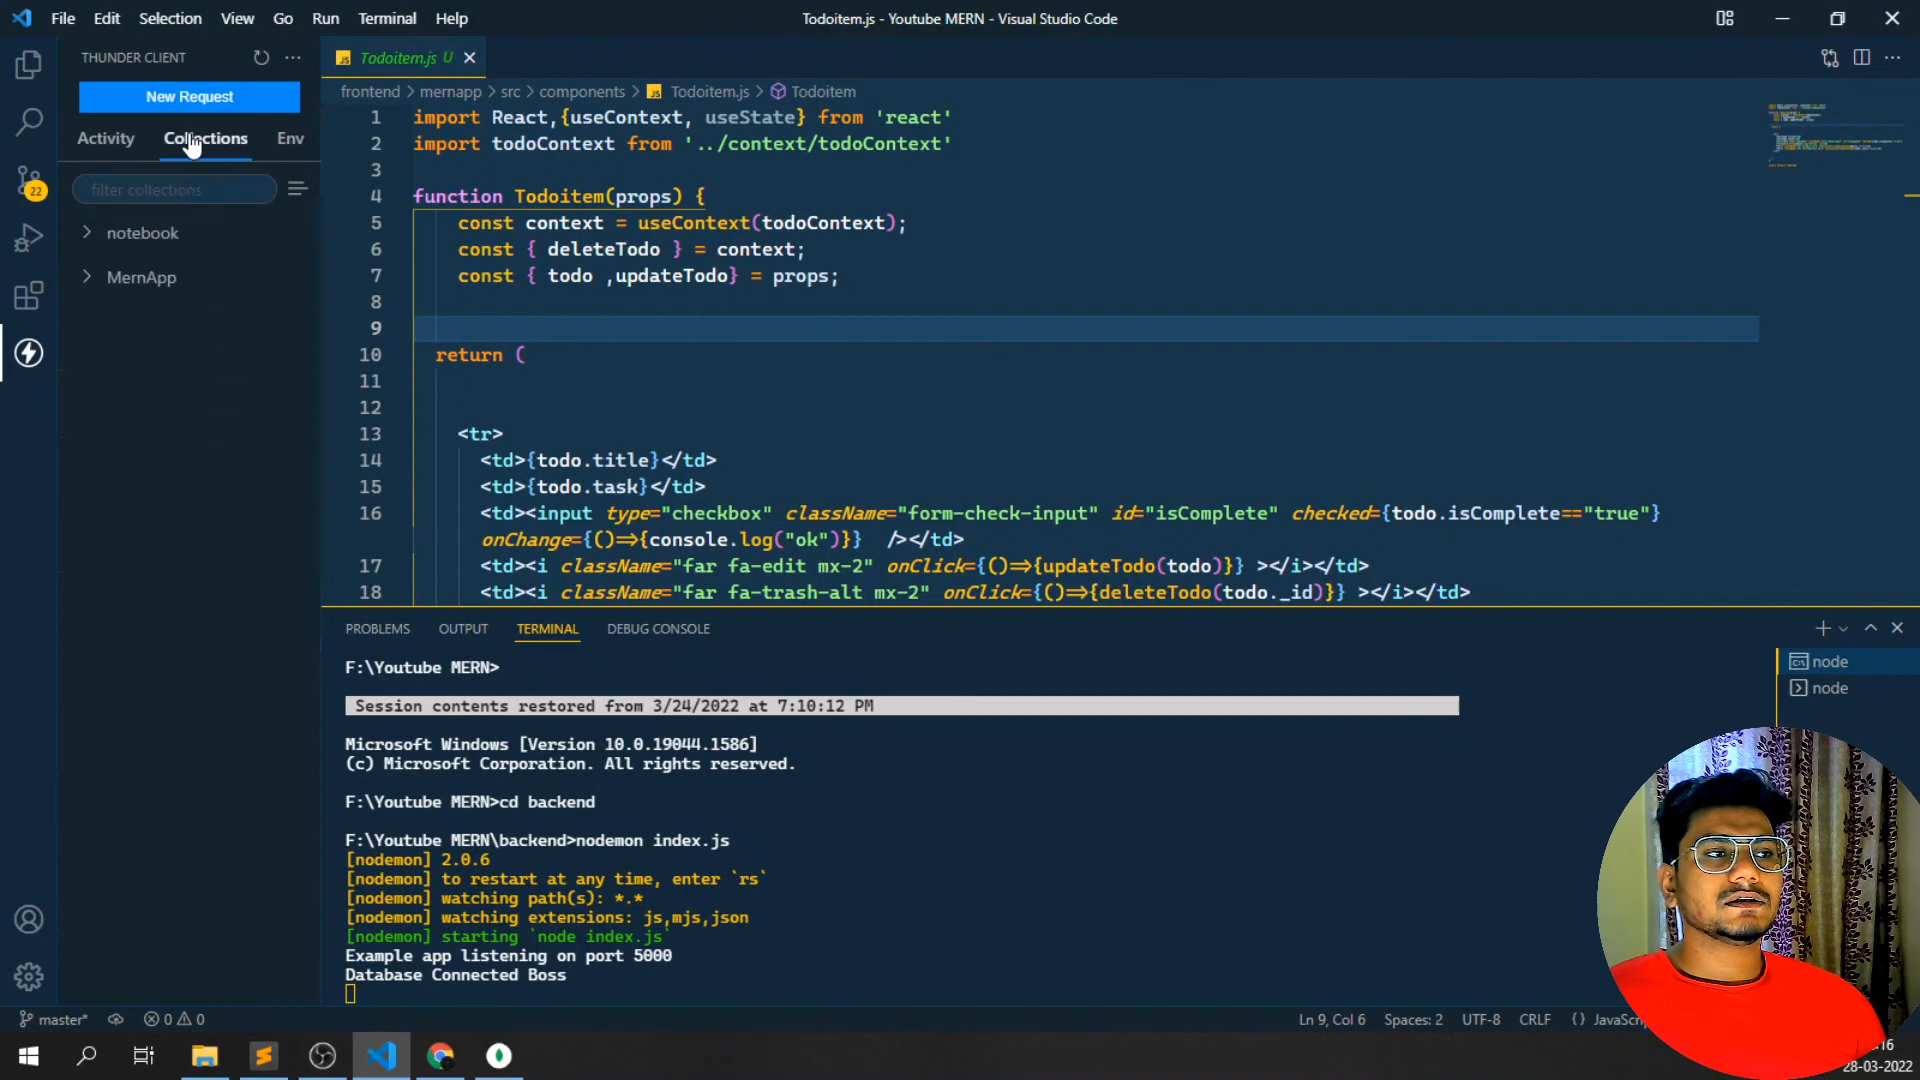 File Edit Selection View Go Run Terminal Help
Todoitem.js - Youtube MERN - Visual Studio Code
THUNDER CLIENT
New Request
Activity Collections Env
filter collections
notebook
MernApp
22
JS Todoitem.js U
frontend > mernapp > src > components > JS Todoitem.js > Todoitem
1 import React,{useContext, useState} from 'react'
2 import todoContext from '../context/todoContext'
3
4 function Todoitem(props) {
5 const context = useContext(todoContext);
6 const { deleteTodo } = context;
7 const { todo ,updateTodo} = props;
8
9
10 return (
11
12
13 <tr>
14 <td>{todo.title}</td>
15 <td>{todo.task}</td>
16 <td><input type="checkbox" className="form-check-input" id="isComplete" checked={todo.isComplete=="true"}
onChange={()=>{console.log("ok")}} /></td>
17 <td><i className="far fa-edit mx-2" onClick={()=>{updateTodo(todo)}} ></i></td>
18 <td><i className="far fa-trash-alt mx-2" onClick={()=>{deleteTodo(todo._id)}} ></i></td>
PROBLEMS OUTPUT TERMINAL DEBUG CONSOLE
node
node
F:\Youtube MERN>
Session contents restored from 3/24/2022 at 7:10:12 PM
Microsoft Windows [Version 10.0.19044.1586]
(c) Microsoft Corporation. All rights reserved.
F:\Youtube MERN>cd backend
F:\Youtube MERN\backend>nodemon index.js
[nodemon] 2.0.6
[nodemon] to restart at any time, enter `rs`
[nodemon] watching path(s): *.*
[nodemon] watching extensions: js,mjs,json
[nodemon] starting `node index.js`
Example app listening on port 5000
Database Connected Boss
master* 0 0
Ln 9, Col 6 Spaces: 2 UTF-8 CRLF {}
28-03-2022